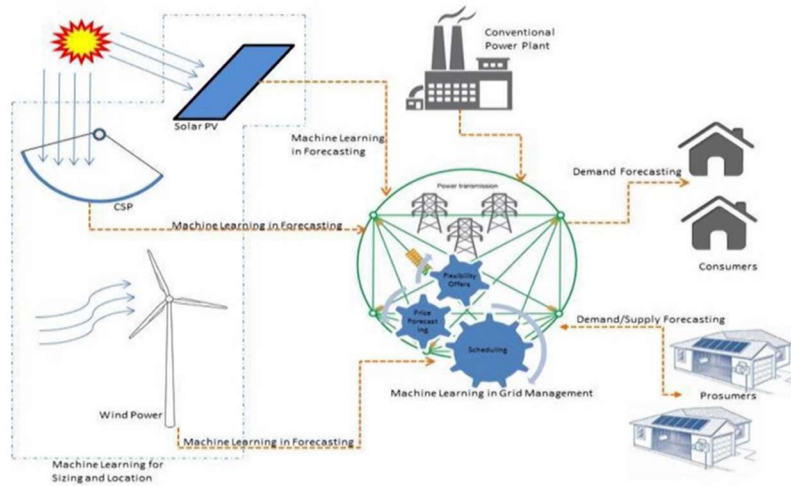 Conventional
Power Plant
Solar PV
Machine Learning
in Forecasting
Demand Forecasting
Power transmission
CSP
Machine Learning in Forecasting
Consumers
Flexibility
Offers
Price
Forecast
ing
Demand/Supply Forecasting
Scheduling
Machine Learning in Grid Management
Prosumers
Wind Power
Machine Learning in Forecasting
Machine Learning for
Sizing and Location